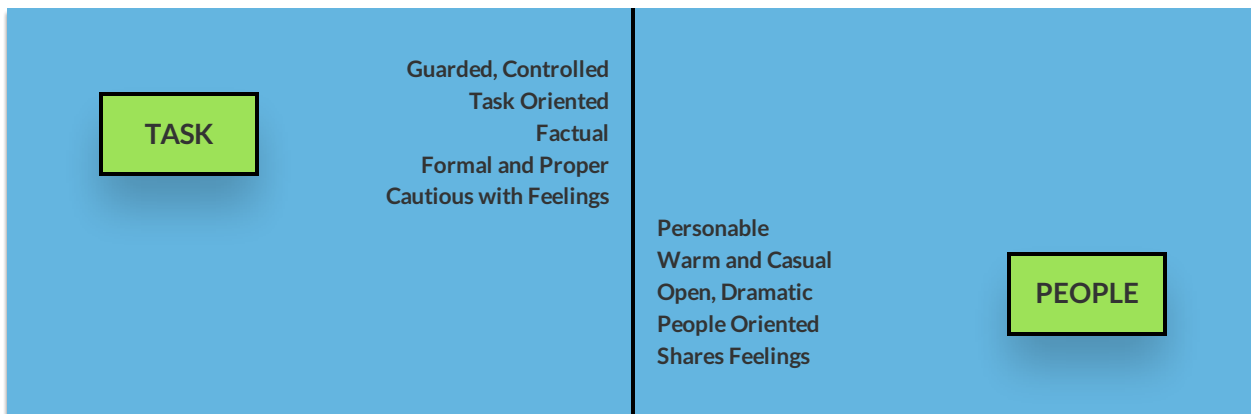 TASK
Guarded, Controlled
Task Oriented
Factual
Formal and Proper
Cautious with Feelings
Personable
Warm and Casual
Open, Dramatic
People Oriented
Shares Feelings
PEOPLE